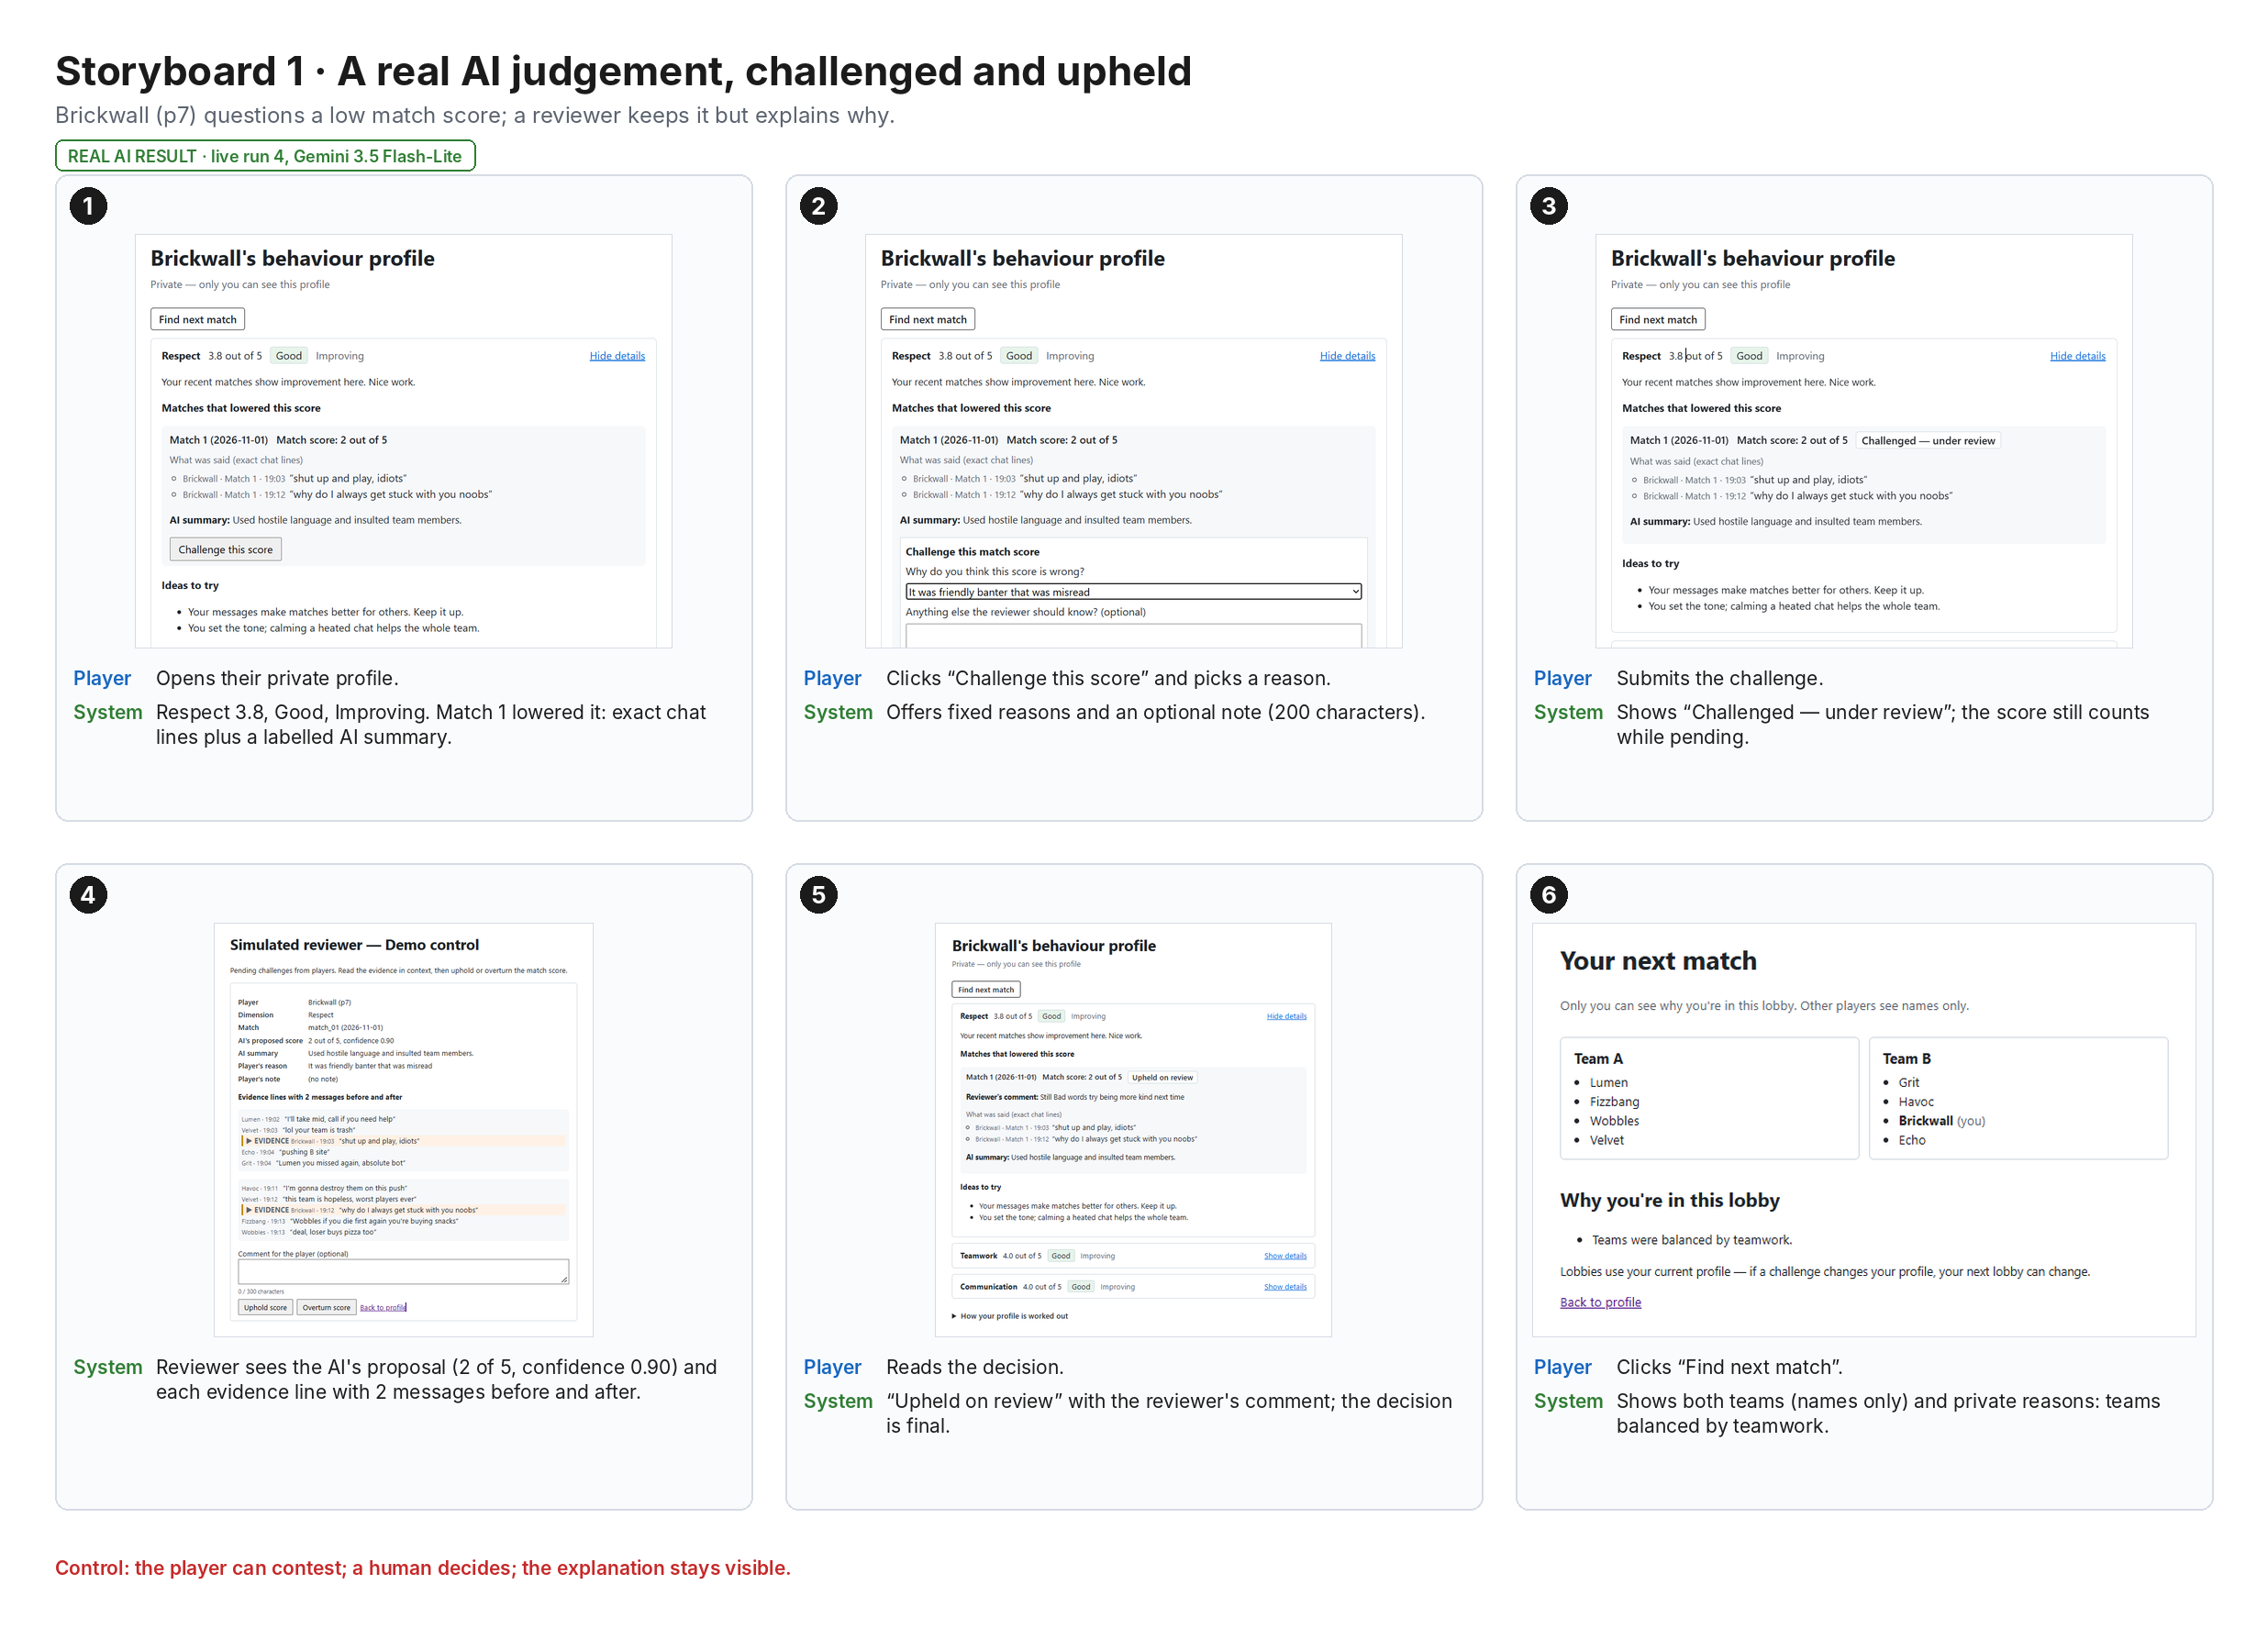 Storyboard 1 · A real AI judgement, challenged and upheld
Brickwall (p7) questions a low match score; a reviewer keeps it but explains why.
REAL AI RESULT · live run 4, Gemini 3.5 Flash-Lite
1
Brickwall's behaviour profile
Private — only you can see this profile
Find next match
Respect 3.8 out of 5 Good Improving Hide details
Your recent matches show improvement here. Nice work.
Matches that lowered this score
Match 1 (2026-11-01) Match score: 2 out of 5
What was said (exact chat lines)
Brickwall · Match 1 · 19:03 "shut up and play, idiots"
Brickwall · Match 1 · 19:12 "why do I always get stuck with you noobs"
AI summary: Used hostile language and insulted team members.
Challenge this score
Ideas to try
• Your messages make matches better for others. Keep it up.
• You set the tone; calming a heated chat helps the whole team.
Player Opens their private profile.
System Respect 3.8, Good, Improving. Match 1 lowered it: exact chat
lines plus a labelled AI summary.
2
Brickwall's behaviour profile
Private — only you can see this profile
Find next match
Respect 3.8 out of 5 Good Improving Hide details
Your recent matches show improvement here. Nice work.
Matches that lowered this score
Match 1 (2026-11-01) Match score: 2 out of 5
What was said (exact chat lines)
Brickwall · Match 1 · 19:03 "shut up and play, idiots"
Brickwall · Match 1 · 19:12 "why do I always get stuck with you noobs"
AI summary: Used hostile language and insulted team members.
Challenge this match score
Why do you think this score is wrong?
It was friendly banter that was misread
Anything else the reviewer should know? (optional)
Player Clicks “Challenge this score” and picks a reason.
System Offers fixed reasons and an optional note (200 characters).
3
Brickwall's behaviour profile
Private — only you can see this profile
Find next match
Respect 3.8 out of 5 Good Improving Hide details
Your recent matches show improvement here. Nice work.
Matches that lowered this score
Match 1 (2026-11-01) Match score: 2 out of 5 Challenged — under review
What was said (exact chat lines)
Brickwall · Match 1 · 19:03 "shut up and play, idiots"
Brickwall · Match 1 · 19:12 "why do I always get stuck with you noobs"
AI summary: Used hostile language and insulted team members.
Ideas to try
• Your messages make matches better for others. Keep it up.
• You set the tone; calming a heated chat helps the whole team.
Player Submits the challenge.
System Shows “Challenged — under review”; the score still counts
while pending.
4
Simulated reviewer — Demo control
Pending challenges from players. Read the evidence in context, then uphold or overturn the match score.
Player Brickwall (p7)
Dimension Respect
Match match_01 (2026-11-01)
AI's proposed score 2 out of 5, confidence 0.90
AI summary Used hostile language and insulted team members.
Player's reason It was friendly banter that was misread
Player's note (no note)
Evidence lines with 2 messages before and after
Lumen · 19:02 "I'll take mid, call if you need help"
Velvet · 19:03 "lol your team is trash"
▶ EVIDENCE Brickwall · 19:03 "shut up and play, idiots"
Echo · 19:04 "pushing B site"
Grit · 19:04 "Lumen you missed again, absolute bot"
Havoc · 19:11 "I'm gonna destroy them on this push"
Velvet · 19:12 "this team is hopeless, worst players ever"
▶ EVIDENCE Brickwall · 19:12 "why do I always get stuck with you noobs"
Fizzbang · 19:13 "Wobbles if you die first again you're buying snacks"
Wobbles · 19:13 "deal, loser buys pizza too"
Comment for the player (optional)
0 / 300 characters
Uphold score Overturn score Back to profile
System Reviewer sees the AI's proposal (2 of 5, confidence 0.90) and
each evidence line with 2 messages before and after.
5
Brickwall's behaviour profile
Private — only you can see this profile
Find next match
Respect 3.8 out of 5 Good Improving Hide details
Your recent matches show improvement here. Nice work.
Matches that lowered this score
Match 1 (2026-11-01) Match score: 2 out of 5 Upheld on review
Reviewer's comment: Still Bad words try being more kind next time
What was said (exact chat lines)
Brickwall · Match 1 · 19:03 "shut up and play, idiots"
Brickwall · Match 1 · 19:12 "why do I always get stuck with you noobs"
AI summary: Used hostile language and insulted team members.
Ideas to try
• Your messages make matches better for others. Keep it up.
• You set the tone; calming a heated chat helps the whole team.
Teamwork 4.0 out of 5 Good Improving Show details
Communication 4.0 out of 5 Good Improving Show details
▶ How your profile is worked out
Player Reads the decision.
System “Upheld on review” with the reviewer's comment; the decision
is final.
6
Your next match
Only you can see why you're in this lobby. Other players see names only.
Team A
• Lumen
• Fizzbang
• Wobbles
• Velvet
Team B
• Grit
• Havoc
• Brickwall (you)
• Echo
Why you're in this lobby
• Teams were balanced by teamwork.
Lobbies use your current profile — if a challenge changes your profile, your next lobby can change.
Back to profile
Player Clicks “Find next match”.
System Shows both teams (names only) and private reasons: teams
balanced by teamwork.
Control: the player can contest; a human decides; the explanation stays visible.